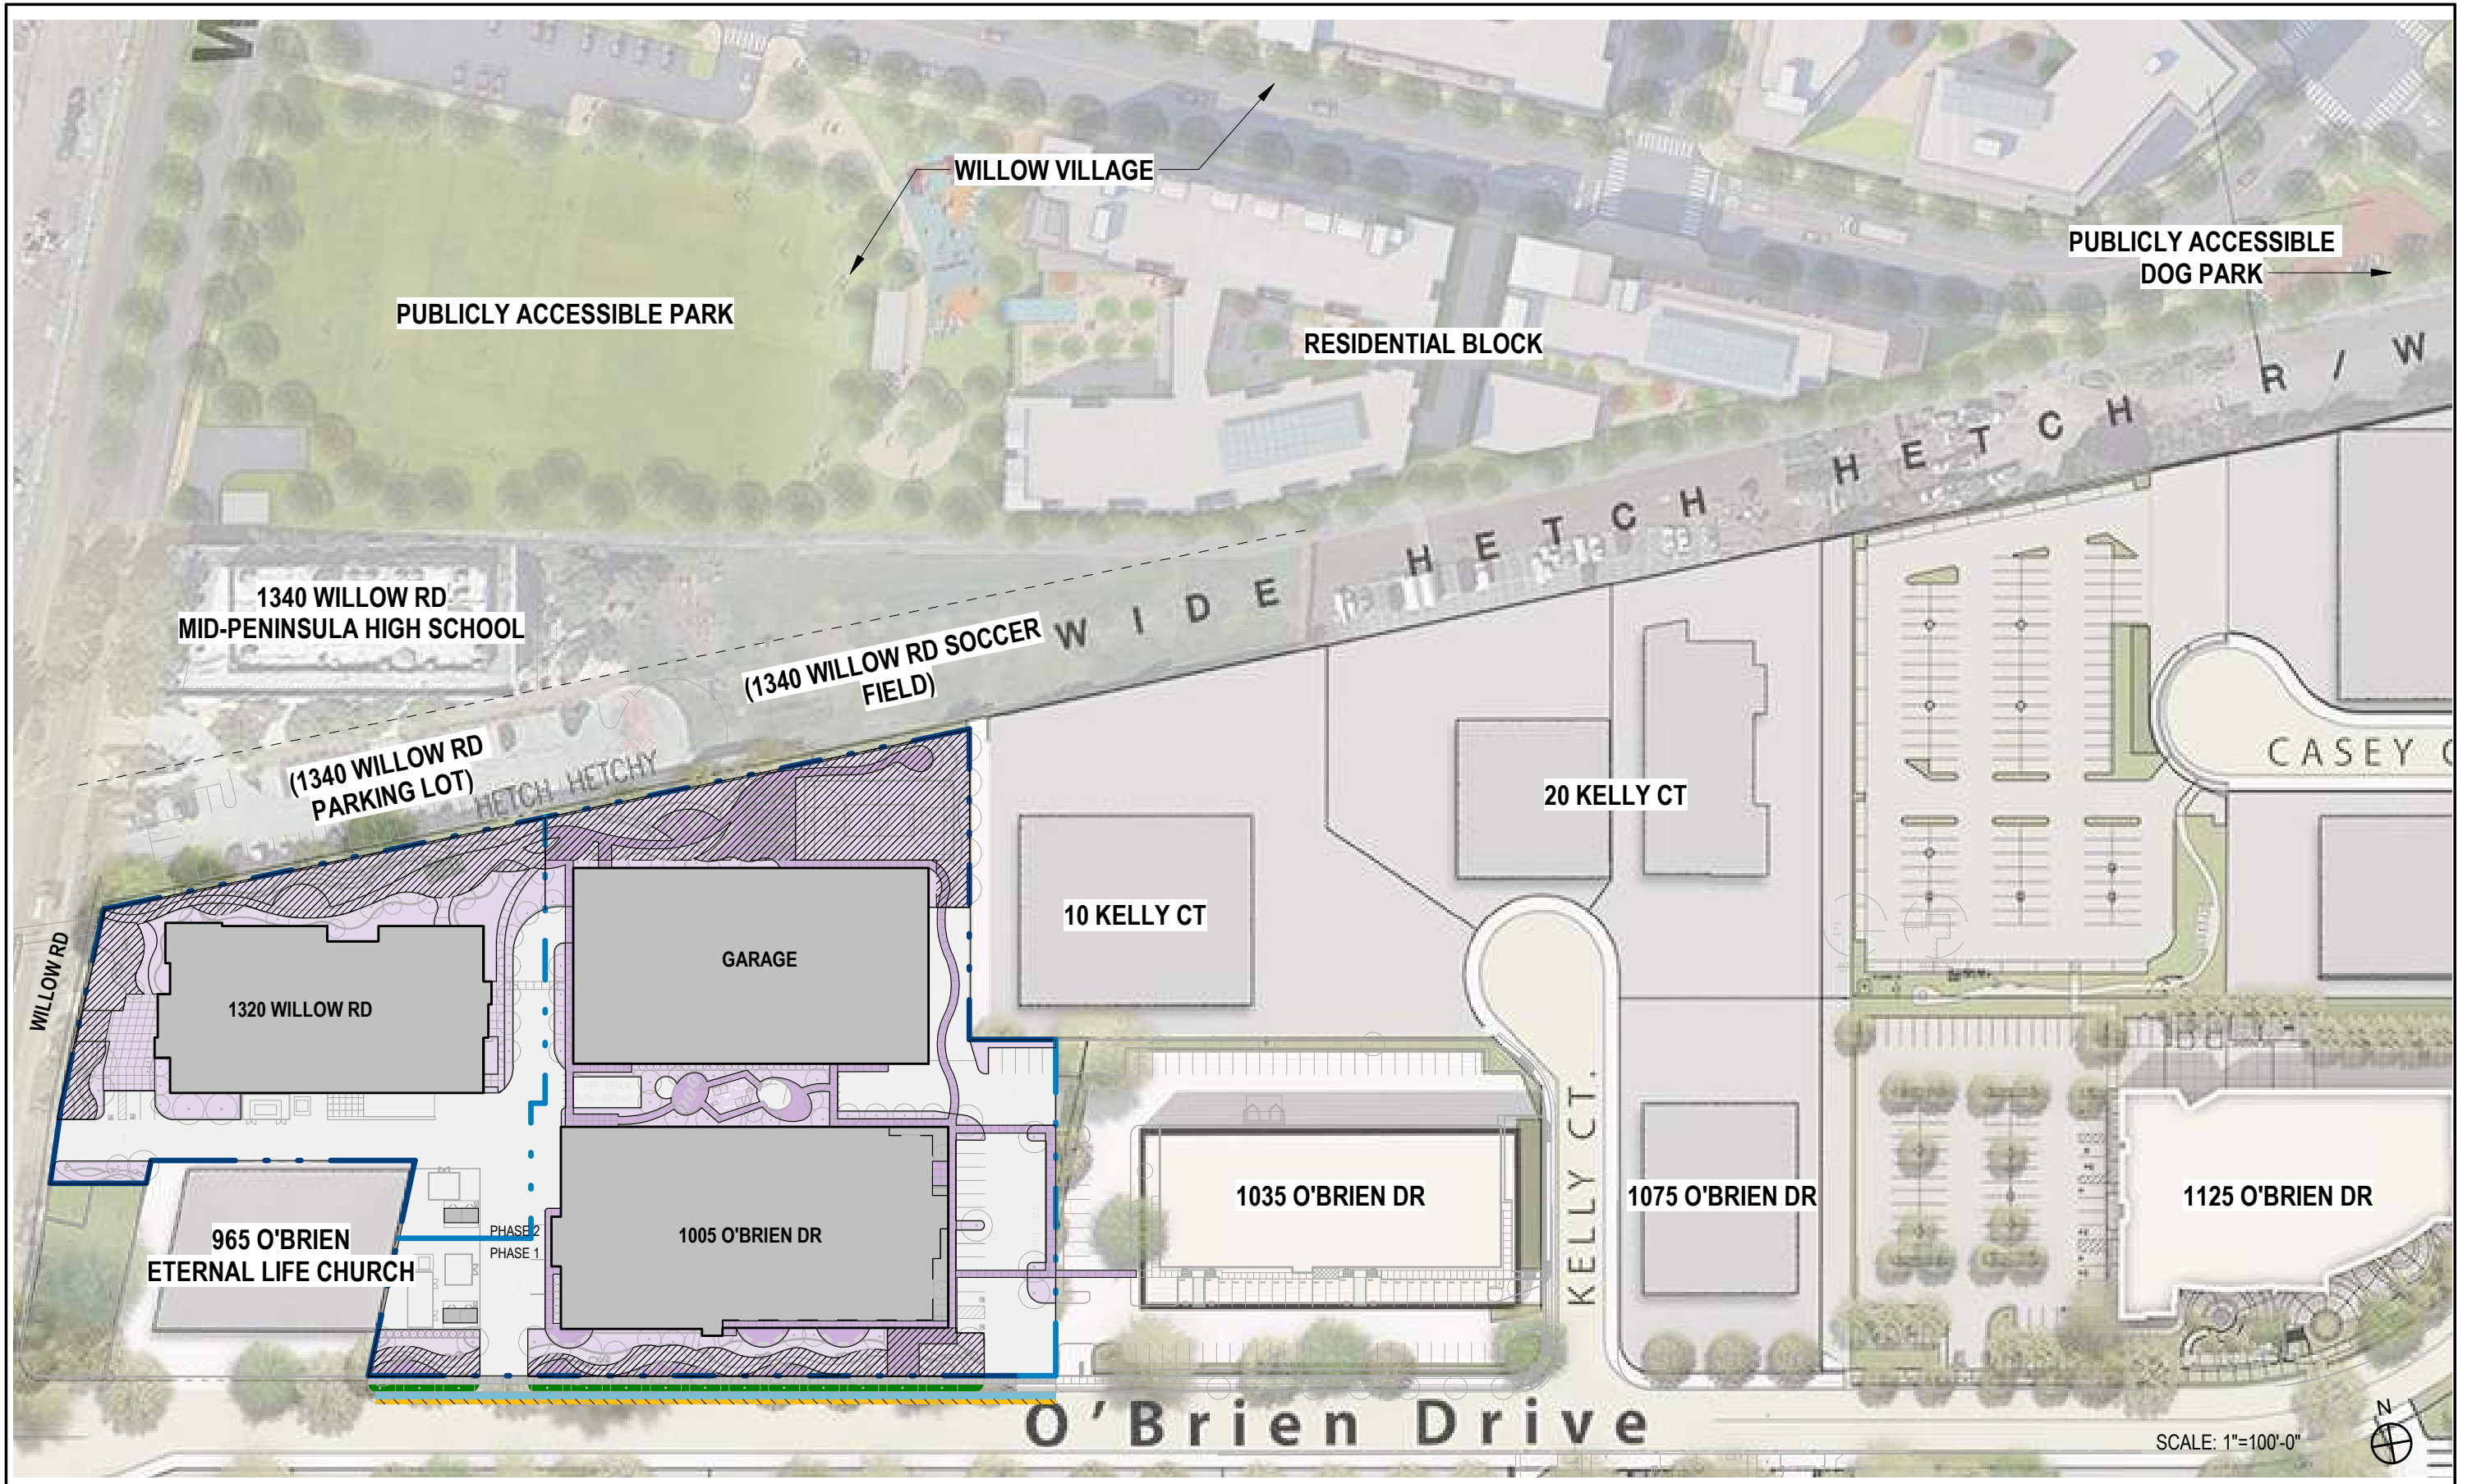 WILLOW VILLAGE
PUBLICLY ACCESSIBLE
DOG PARK
PUBLICLY ACCESSIBLE PARK
RESIDENTIAL BLOCK
WIDE HETCH HETCH R/W
1340 WILLOW RD
MID-PENINSULA HIGH SCHOOL
(1340 WILLOW RD SOCCER
FIELD)
(1340 WILLOW RD
PARKING LOT)
HETCH HETCHY
CASEY C
20 KELLY CT
10 KELLY CT
GARAGE
1320 WILLOW RD
WILLOW RD
KELLY CT.
965 O'BRIEN
ETERNAL LIFE CHURCH
PHASE 2
PHASE 1
1005 O'BRIEN DR
1035 O'BRIEN DR
1075 O'BRIEN DR
1125 O'BRIEN DR
O'Brien Drive
N
SCALE: 1"=100'-0"